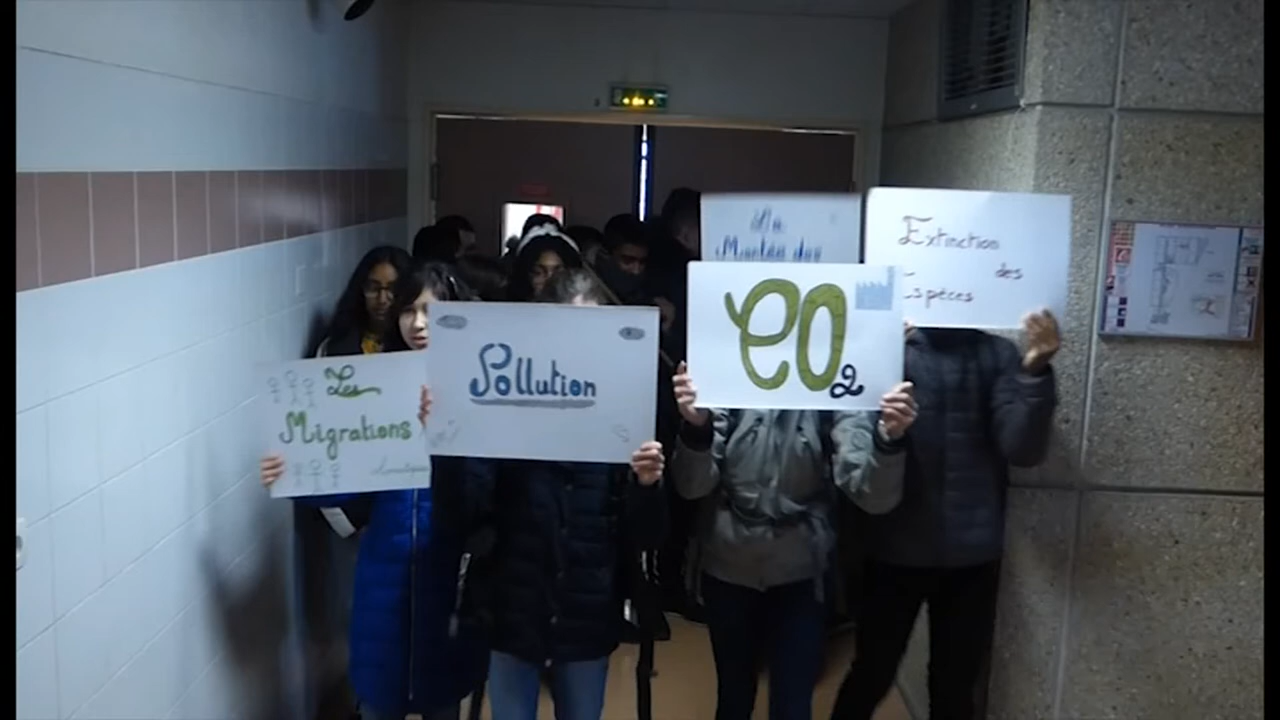 Les
Migrations
Pollution
La
Montée des
CO2
Extinction
des
Espèces